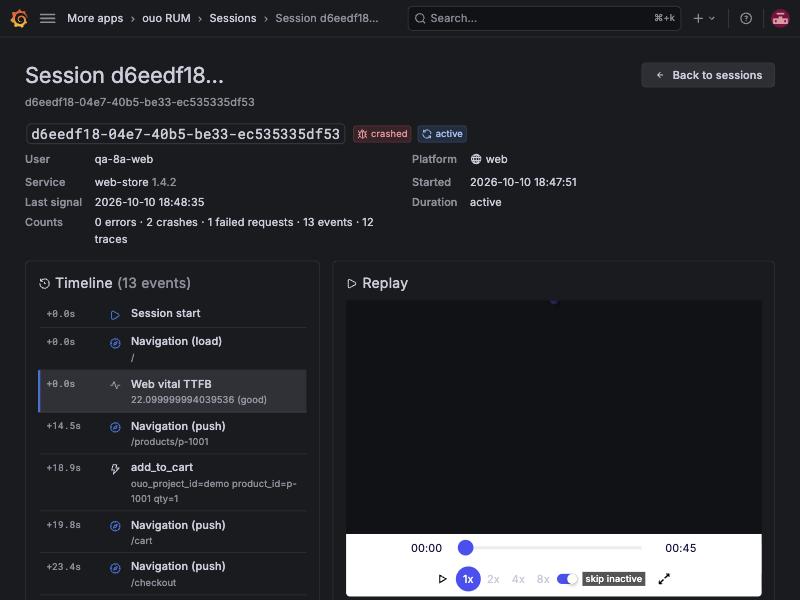 More apps › ouo RUM › Sessions › Session d6eedf18...
Search... ⌘+k
Session d6eedf18...
← Back to sessions
d6eedf18-04e7-40b5-be33-ec535335df53
d6eedf18-04e7-40b5-be33-ec535335df53 crashed active
User qa-8a-web
Platform web
Service web-store 1.4.2
Started 2026-10-10 18:47:51
Last signal 2026-10-10 18:48:35
Duration active
Counts 0 errors · 2 crashes · 1 failed requests · 13 events · 12
traces
Timeline (13 events)
+0.0s Session start
+0.0s Navigation (load)
/
+0.0s Web vital TTFB
22.099999994039536 (good)
+14.5s Navigation (push)
/products/p-1001
+18.9s add_to_cart
ouo_project_id=demo product_id=p-
1001 qty=1
+19.8s Navigation (push)
/cart
+23.4s Navigation (push)
/checkout
Replay
00:00 00:45
1x 2x 4x 8x skip inactive